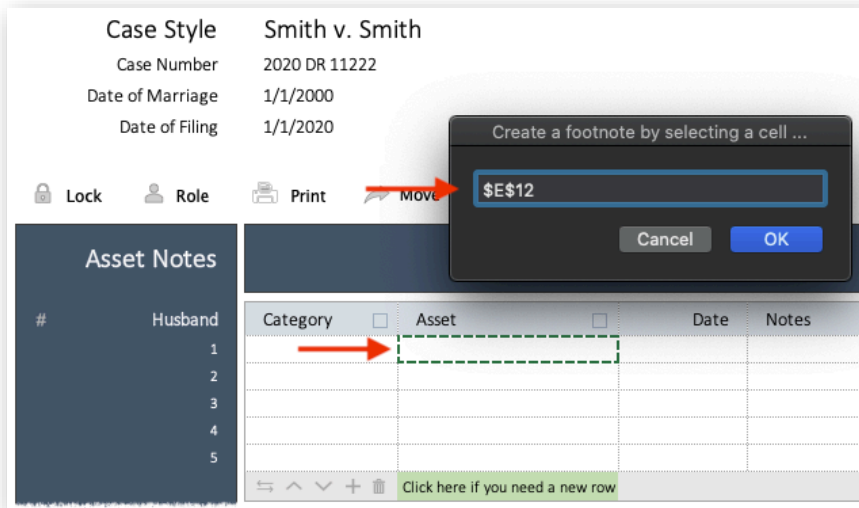 Case Style Smith v. Smith
Case Number 2020 DR 11222
Date of Marriage 1/1/2000
Date of Filing 1/1/2020
Create a footnote by selecting a cell ...
$E$12
Cancel OK
Lock Role Print Move
Asset Notes
# Husband Category Asset Date Notes
1
2
3
4
5
Click here if you need a new row